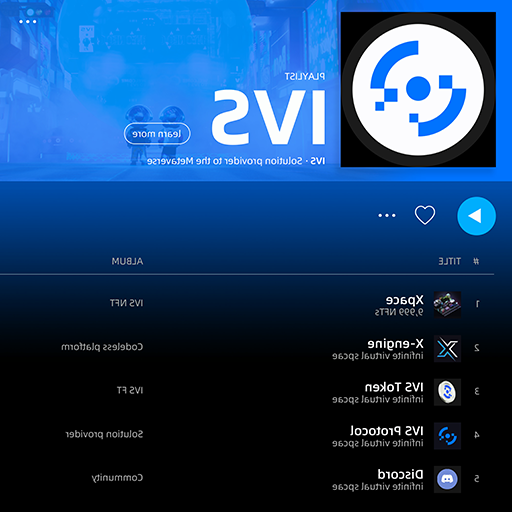 PLAYLIST
IVS
learn more
IVS · Solution provider to the Metaverse
# TITLE ALBUM
1 Xpace IVS NFT
9,999 NFTs
2 X-engine Codeless platform
infinite virtual spcae
3 IVS Token IVS FT
infinite virtual spcae
4 IVS Protocol Solution provider
infinite virtual spcae
5 Discord Community
infinite virtual spcae